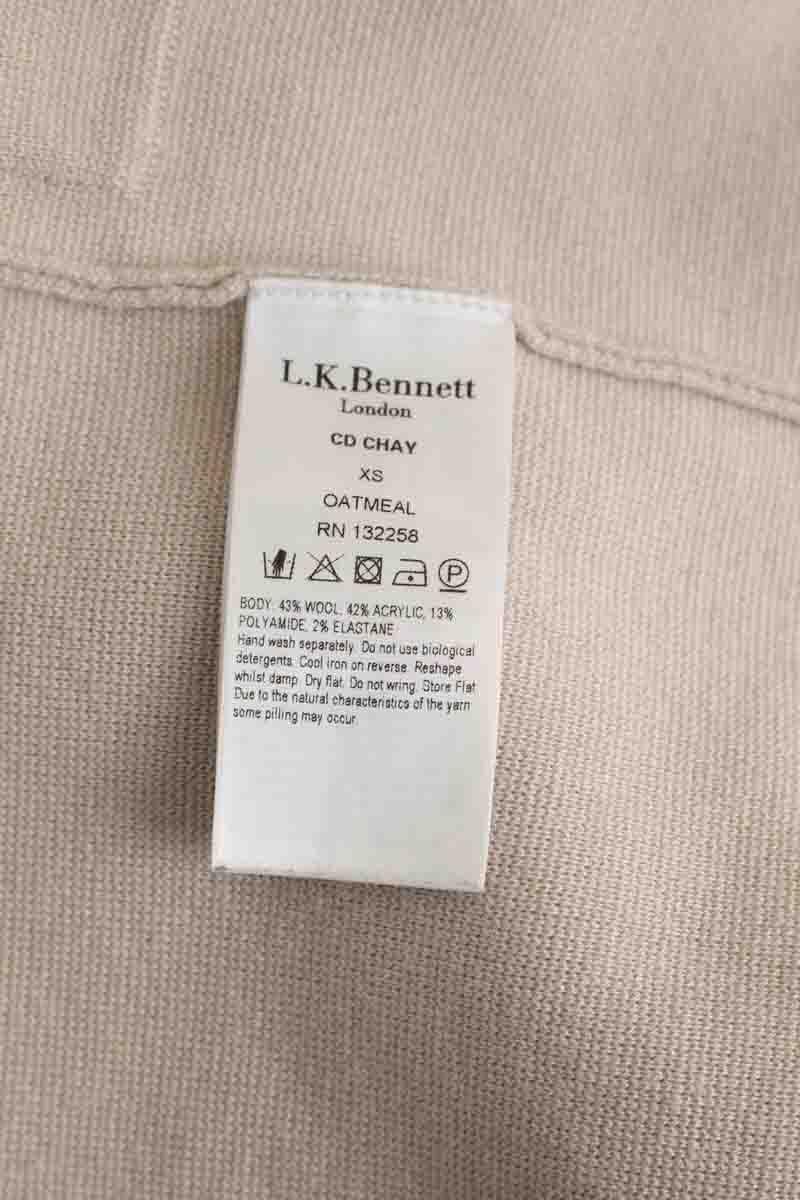 L.K.Bennett
London
CD CHAY
XS
OATMEAL
RN 132258
P
BODY: 43% WOOL, 42% ACRYLIC, 13%
POLYAMIDE, 2% ELASTANE
Hand wash separately. Do not use biological
detergents. Cool iron on reverse. Reshape
whilst damp. Dry flat. Do not wring. Store Flat
Due to the natural characteristics of the yarn
some pilling may occur.